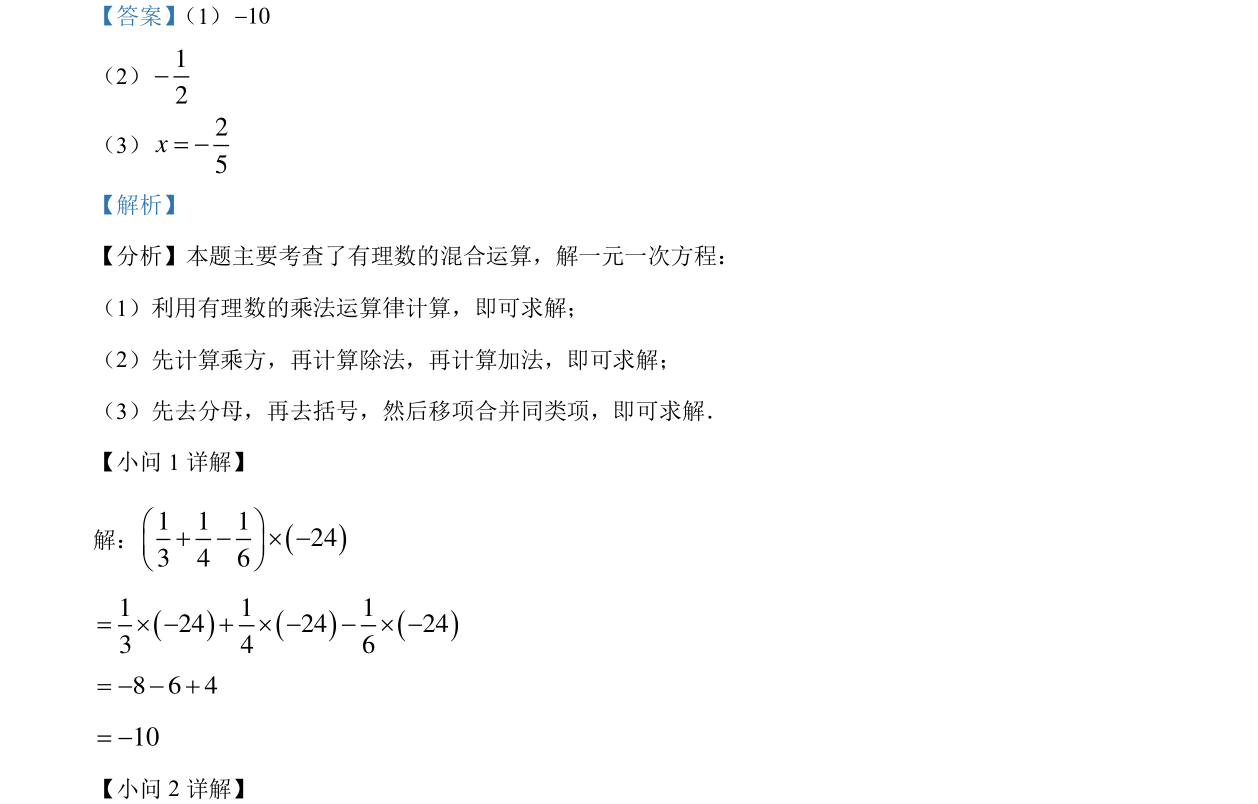 【答案】（1）−10
（2）−1/2
（3）x=−2/5
【解析】
【分析】本题主要考查了有理数的混合运算，解一元一次方程：
（1）利用有理数的乘法运算律计算，即可求解；
（2）先计算乘方，再计算除法，再计算加法，即可求解；
（3）先去分母，再去括号，然后移项合并同类项，即可求解．
【小问 1 详解】
解：(1/3+1/4−1/6)×(−24)
=1/3×(−24)+1/4×(−24)−1/6×(−24)
=−8−6+4
=−10
【小问 2 详解】